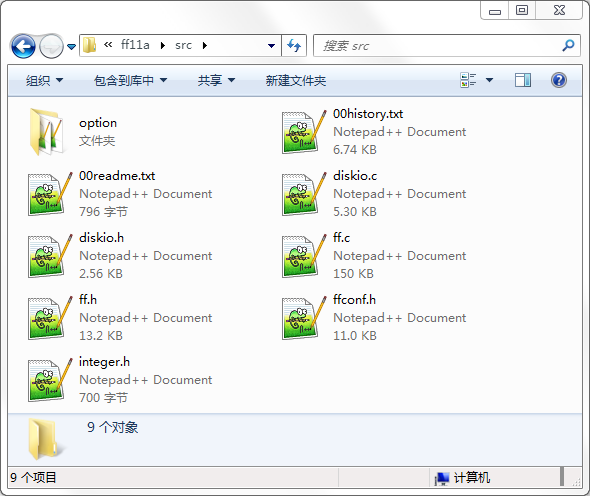 « ff11a ▸ src ▸
搜索 src
组织 包含到库中 共享 新建文件夹
option
文件夹
00history.txt
Notepad++ Document
6.74 KB
00readme.txt
Notepad++ Document
796 字节
diskio.c
Notepad++ Document
5.30 KB
diskio.h
Notepad++ Document
2.56 KB
ff.c
Notepad++ Document
150 KB
ff.h
Notepad++ Document
13.2 KB
ffconf.h
Notepad++ Document
11.0 KB
integer.h
Notepad++ Document
700 字节
9 个对象
9 个项目
计算机